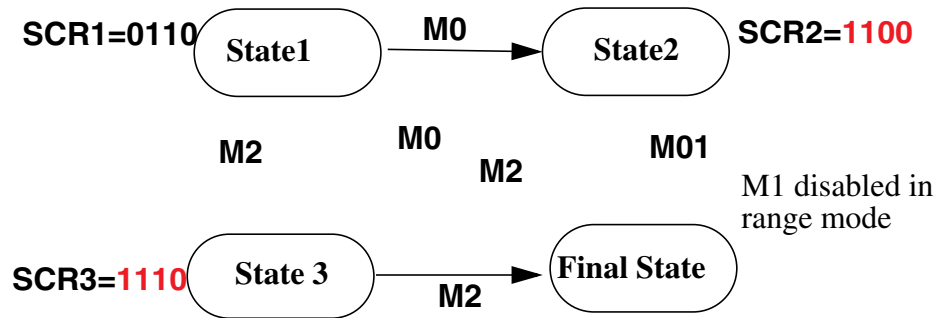 SCR1=0110 State1 M0 State2 SCR2=1100
M2 M0 M2 M01
M1 disabled in
range mode
SCR3=1110 State 3 M2 Final State